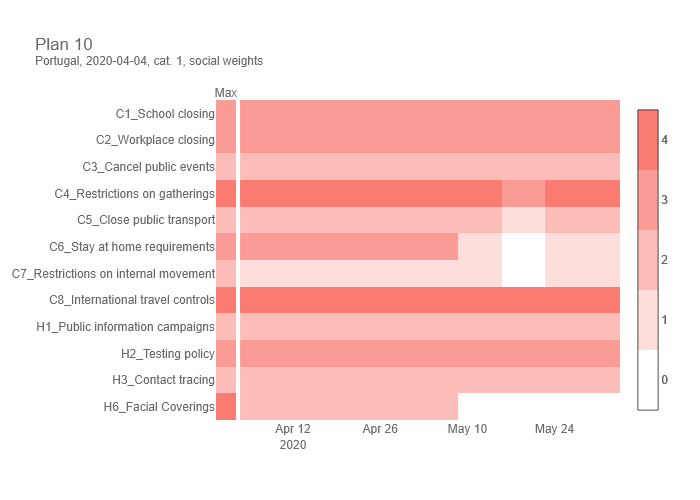 Plan 10
Portugal, 2020-04-04, cat. 1, social weights
Max
C1_School closing
C2_Workplace closing
C3_Cancel public events
C4_Restrictions on gatherings
C5_Close public transport
C6_Stay at home requirements
C7_Restrictions on internal movement
C8_International travel controls
H1_Public information campaigns
H2_Testing policy
H3_Contact tracing
H6_Facial Coverings
Apr 12
2020
Apr 26
May 10
May 24
4
3
2
1
0